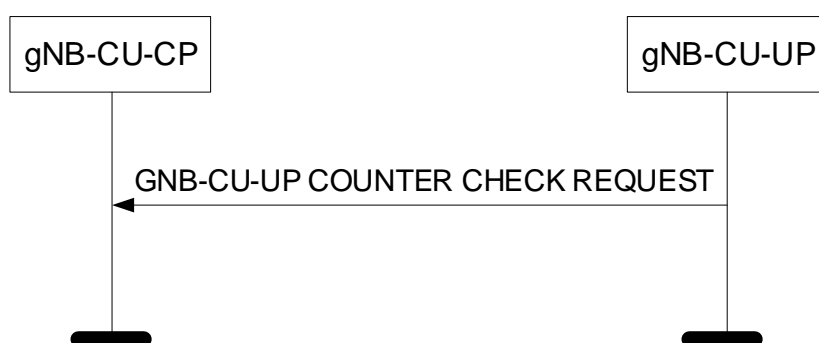 gNB-CU-CP
gNB-CU-UP
GNB-CU-UP COUNTER CHECK REQUEST